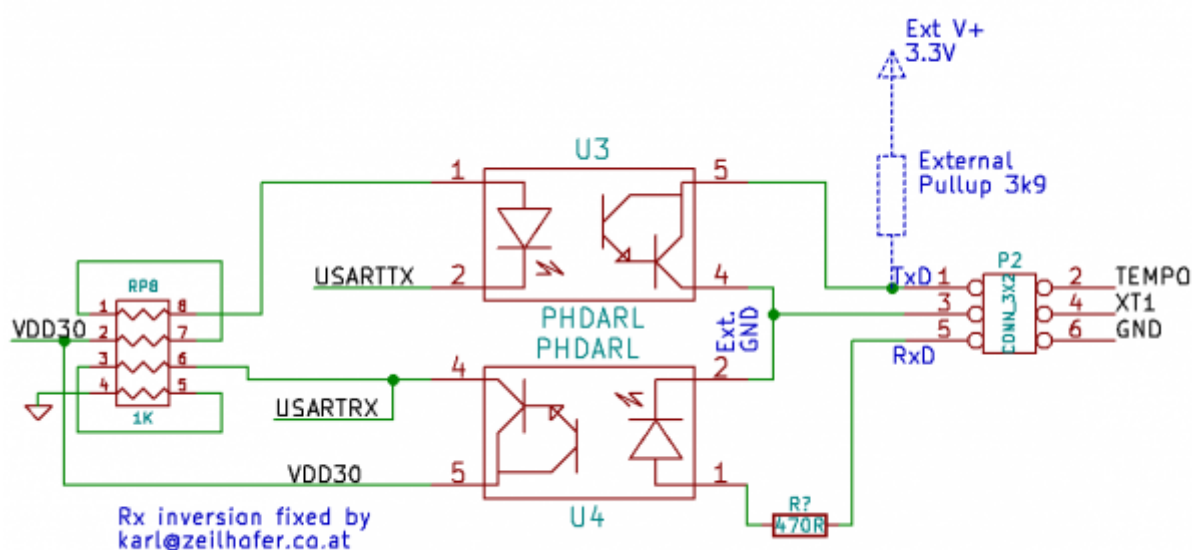 Ext V+
3.3V
U3
External
Pullup 3k9
1
5
USARTTX
2
4
TxD
P2
1
2
TEMPO
3
4
XT1
5
6
GND
CONN_3X2
RxD
RP8
1
8
VDD30
2
7
3
6
4
5
1K
PHDARL
PHDARL
Ext.
GND
4
2
USARTRX
VDD30
5
1
U4
R?
470R
Rx inversion fixed by
karl@zeilhofer.co.at